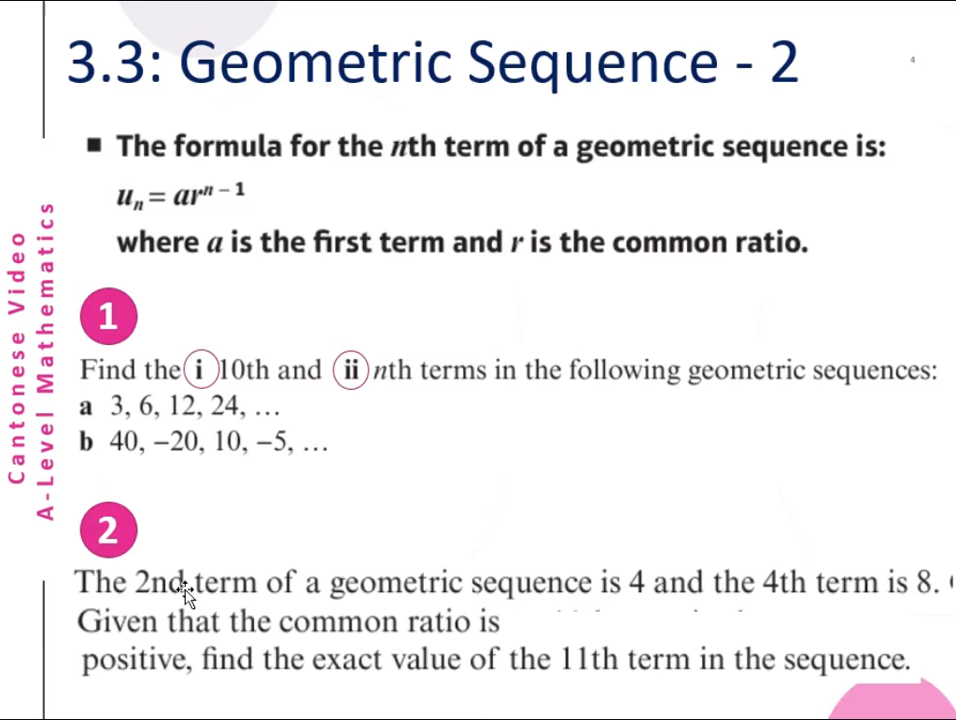 3.3: Geometric Sequence - 2
4
■ The formula for the nth term of a geometric sequence is:
uₙ = arⁿ⁻¹
where a is the first term and r is the common ratio.
Cantonese Video
A-Level Mathematics
1
Find the i 10th and ii nth terms in the following geometric sequences:
a 3, 6, 12, 24, …
b 40, −20, 10, −5, …
2
The 2nd term of a geometric sequence is 4 and the 4th term is 8.
Given that the common ratio is
positive, find the exact value of the 11th term in the sequence.